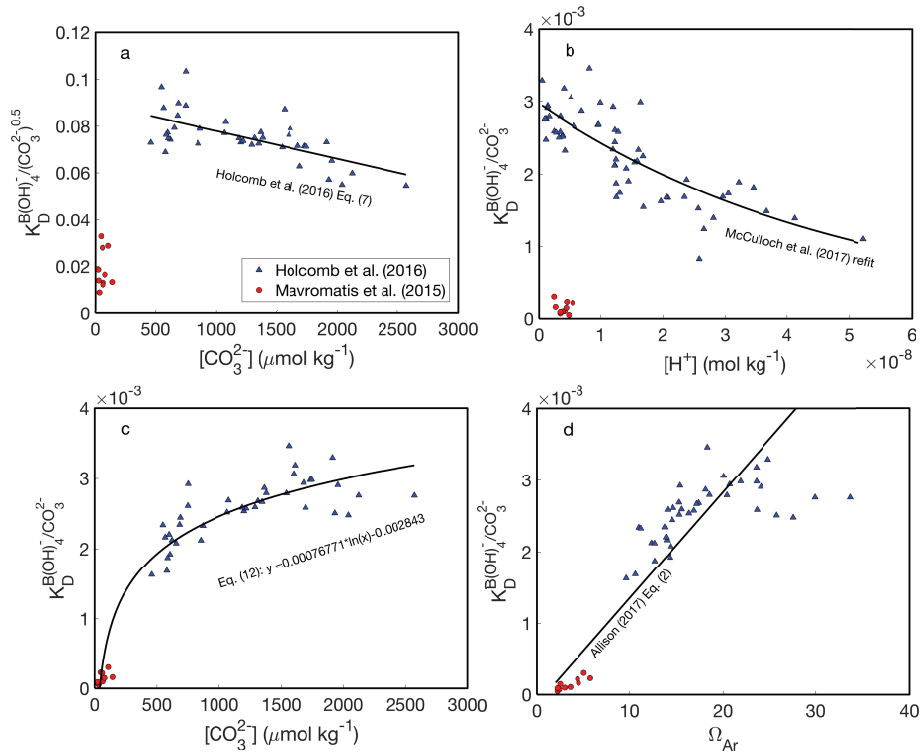 a
0.12
0.1
0.08
0.06
0.04
0.02
0
K_D^{B(OH)_4^-/(CO_3^{2-})^{0.5}}
Holcomb et al. (2016) Eq. (7)
Holcomb et al. (2016)
Mavromatis et al. (2015)
0 500 1000 1500 2000 2500 3000
[CO_3^{2-}] (μmol kg^{-1})
×10^{-3}
b
4
3
2
1
0
K_D^{B(OH)_4^-/CO_3^{2-}}
McCulloch et al. (2017) refit
0 1 2 3 4 5 6
×10^{-8}
[H^+] (mol kg^{-1})
×10^{-3}
c
4
3
2
1
0
K_D^{B(OH)_4^-/CO_3^{2-}}
Eq. (12): y =0.00076771*ln(x)-0.002843
0 500 1000 1500 2000 2500 3000
[CO_3^{2-}] (μmol kg^{-1})
×10^{-3}
d
4
3
2
1
0
K_D^{B(OH)_4^-/CO_3^{2-}}
Allison (2017) Eq. (2)
0 10 20 30 40
Ω_{Ar}